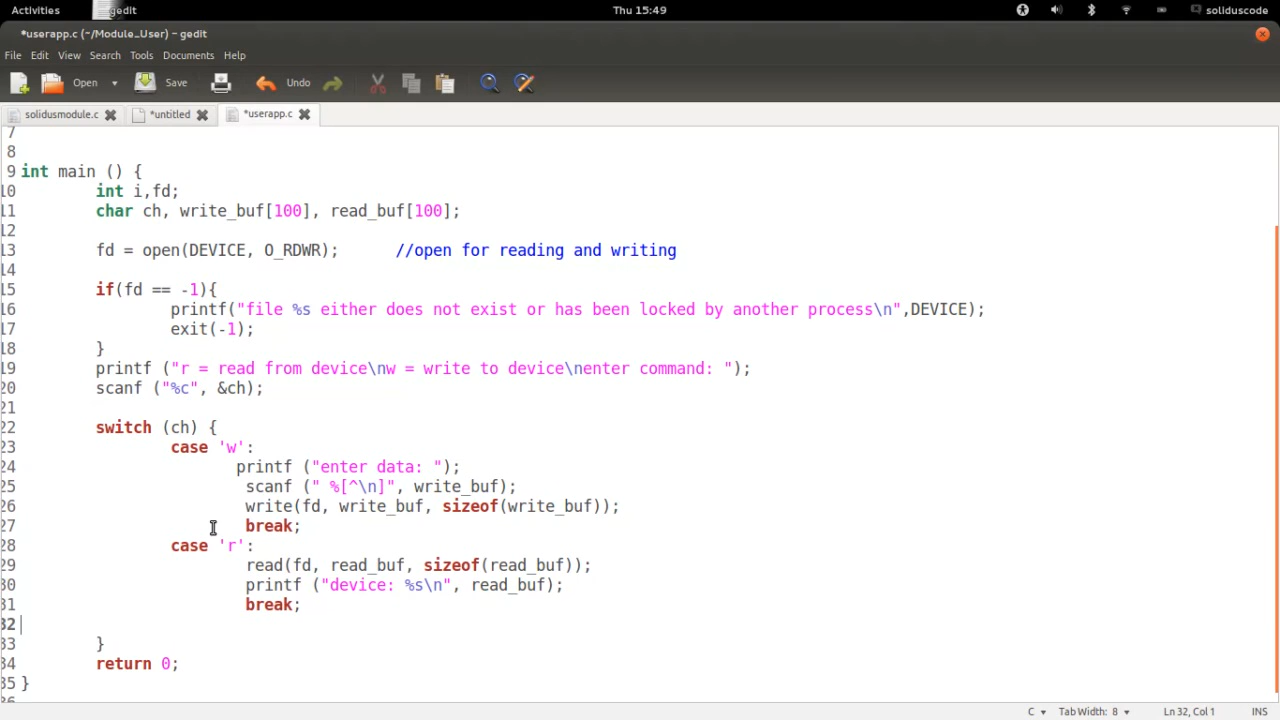 Activities gedit Thu 15:49 soliduscode
*userapp.c (~/Module_User) - gedit
File Edit View Search Tools Documents Help
Open Save Undo
solidusmodule.c *untitled *userapp.c
7
8
9 int main () {
10 int i,fd;
11 char ch, write_buf[100], read_buf[100];
12
13 fd = open(DEVICE, O_RDWR); //open for reading and writing
14
15 if(fd == -1){
16 printf("file %s either does not exist or has been locked by another process\n",DEVICE);
17 exit(-1);
18 }
19 printf ("r = read from device\nw = write to device\nenter command: ");
20 scanf ("%c", &ch);
21
22 switch (ch) {
23 case 'w':
24 printf ("enter data: ");
25 scanf (" %[^\n]", write_buf);
26 write(fd, write_buf, sizeof(write_buf));
27 break;
28 case 'r':
29 read(fd, read_buf, sizeof(read_buf));
30 printf ("device: %s\n", read_buf);
31 break;
32
33 }
34 return 0;
35 }
36
C Tab Width: 8 Ln 32, Col 1 INS